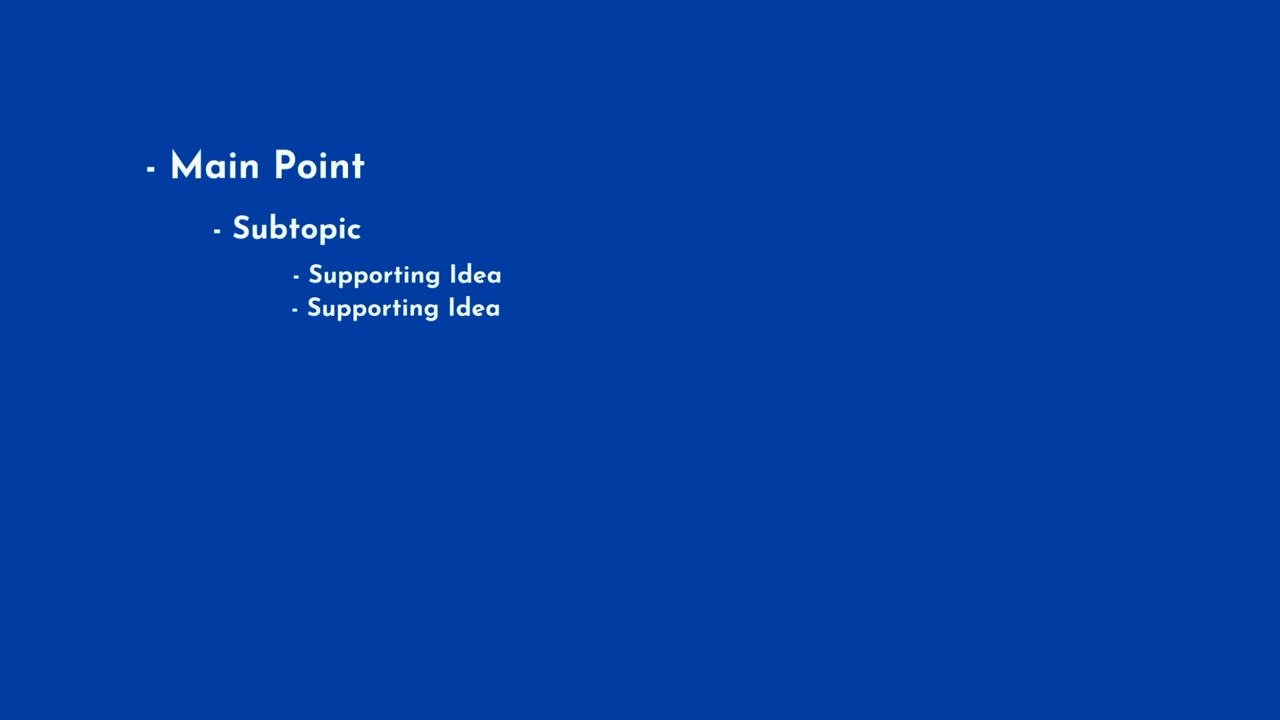 - Main Point
- Subtopic
- Supporting Idea
- Supporting Idea